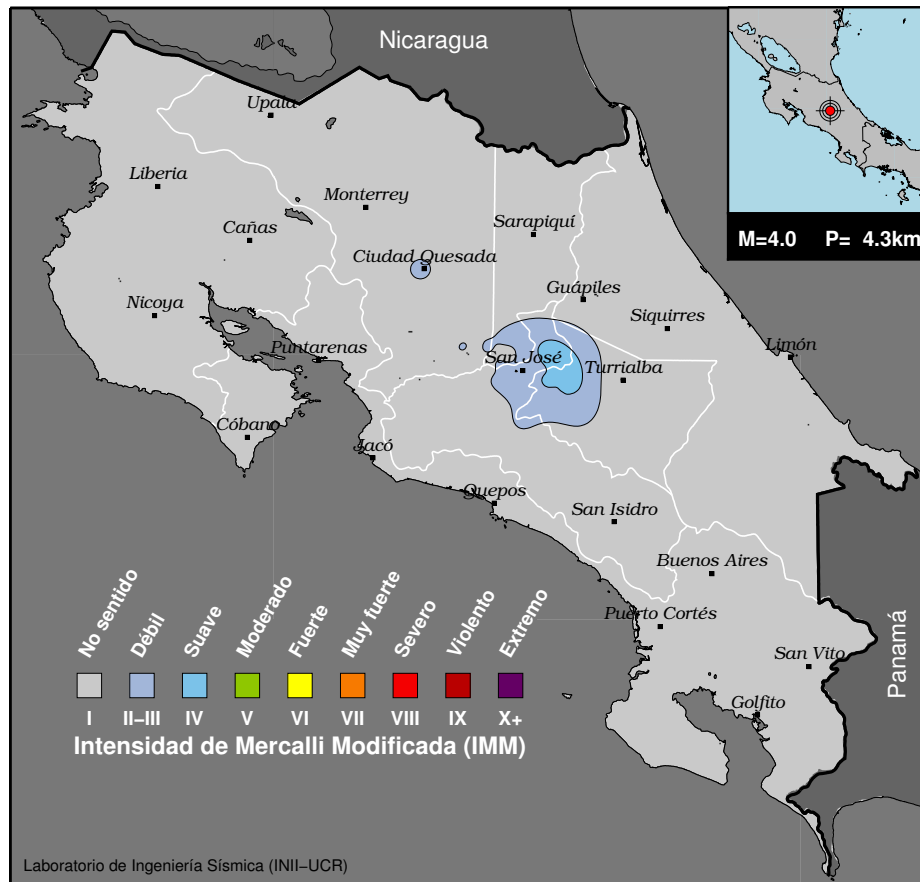 Nicaragua
Upala
Liberia
Monterrey
Cañas
Sarapiquí
M=4.0 P= 4.3km
Ciudad Quesada
Guápiles
Nicoya
Siquirres
Puntarenas
Limón
San José
Turrialba
Cóbano
Jacó
Quepos
San Isidro
Buenos Aires
Puerto Cortés
San Vito
Panamá
Golfito
No sentido
Débil
Suave
Moderado
Fuerte
Muy fuerte
Severo
Violento
Extremo
I II–III IV V VI VII VIII IX X+
Intensidad de Mercalli Modificada (IMM)
Laboratorio de Ingeniería Sísmica (INII–UCR)